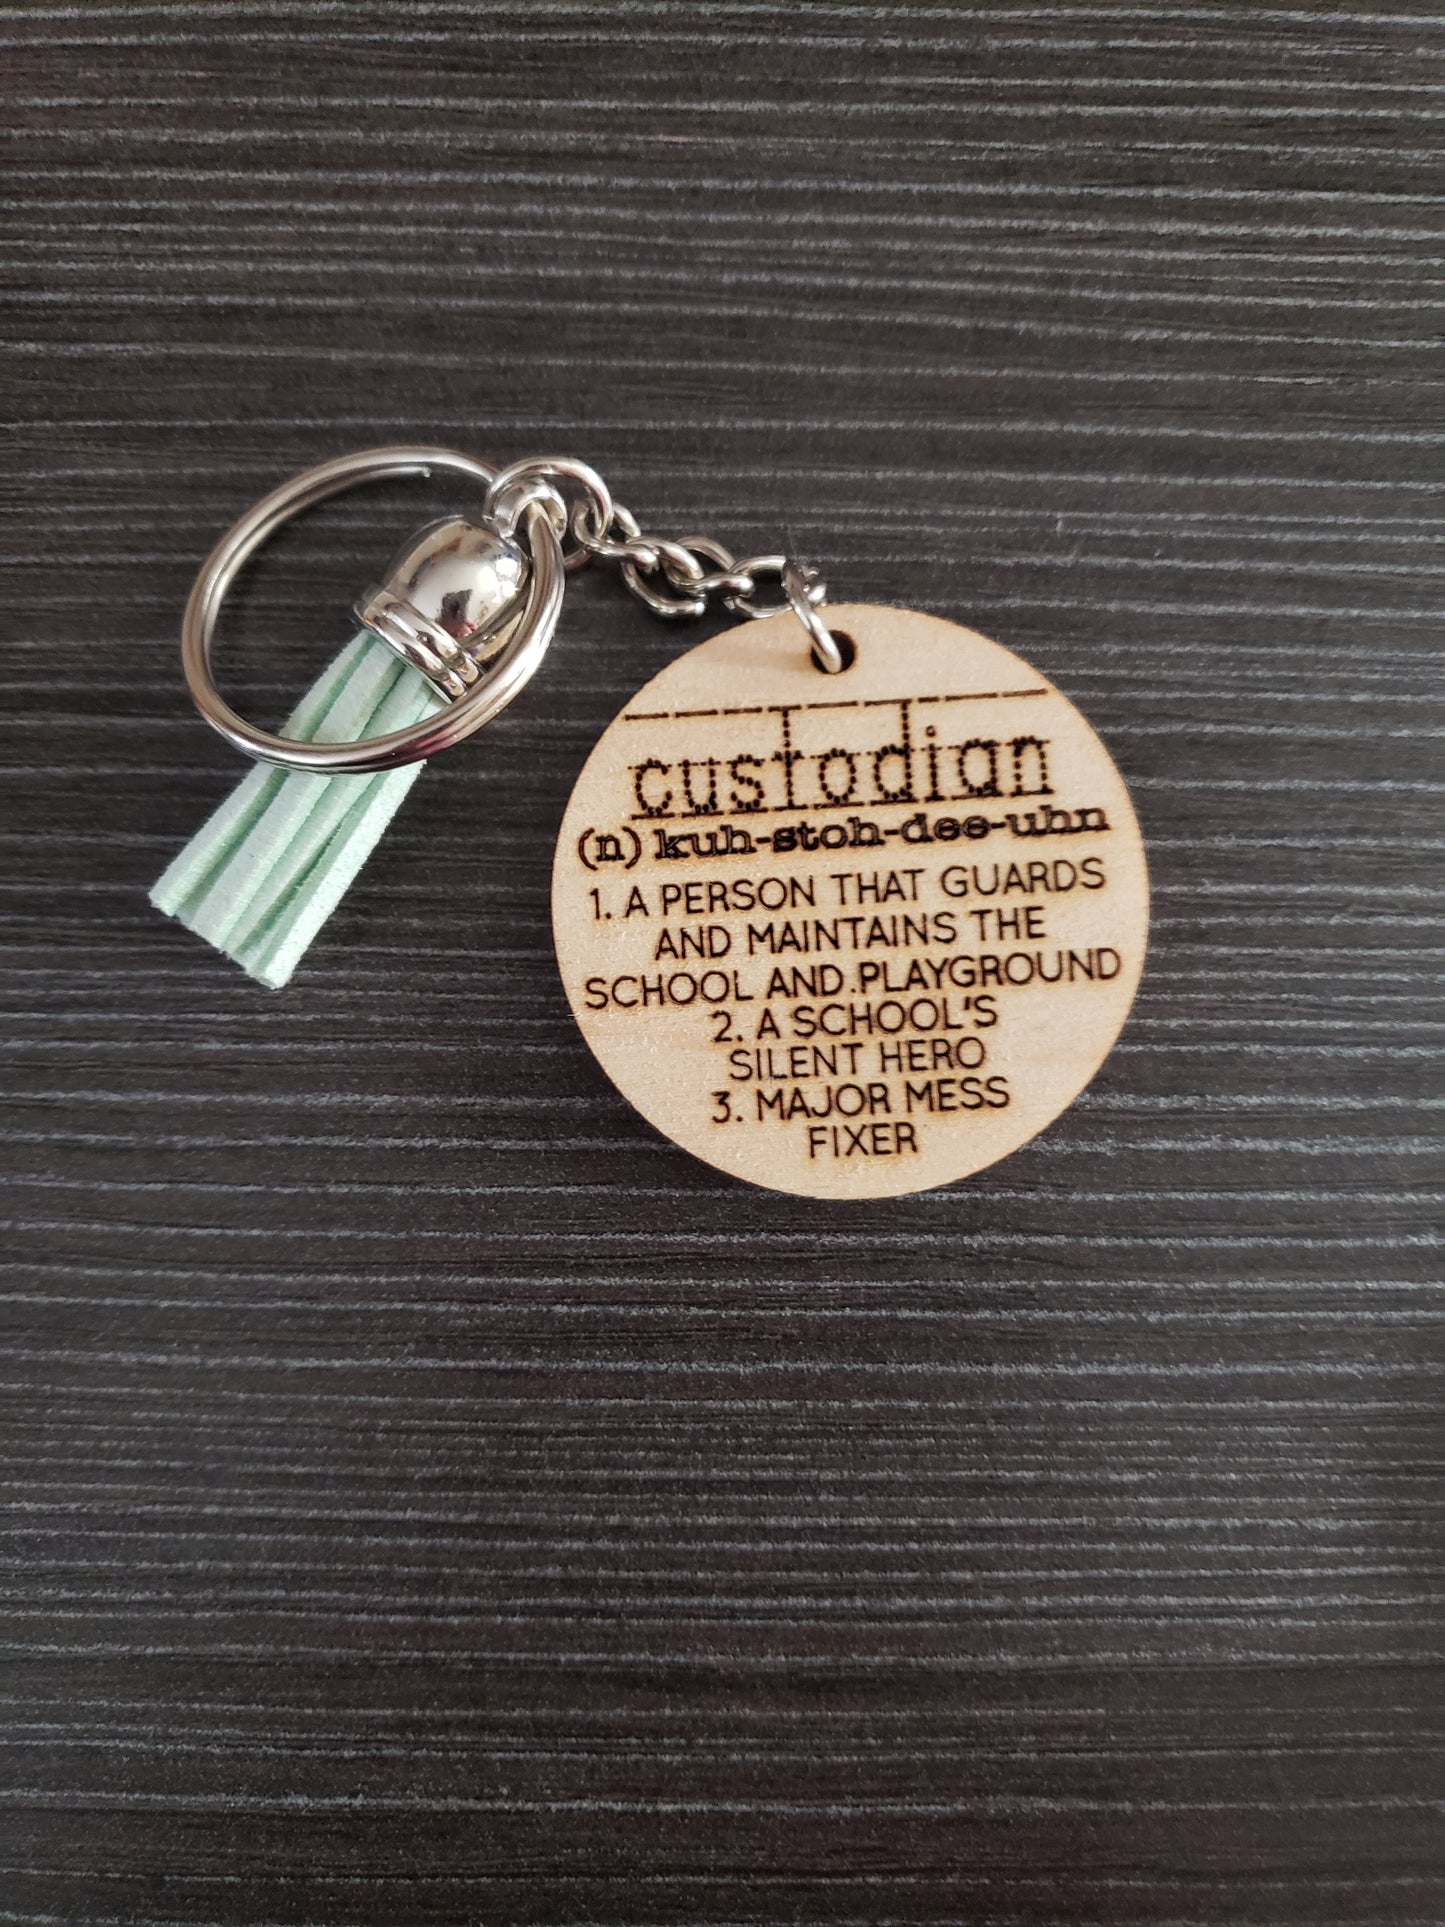 custodian
(n) kuh-stoh-dee-uhn
1. A PERSON THAT GUARDS
AND MAINTAINS THE
SCHOOL AND.PLAYGROUND
2. A SCHOOL'S
SILENT HERO
3. MAJOR MESS
FIXER